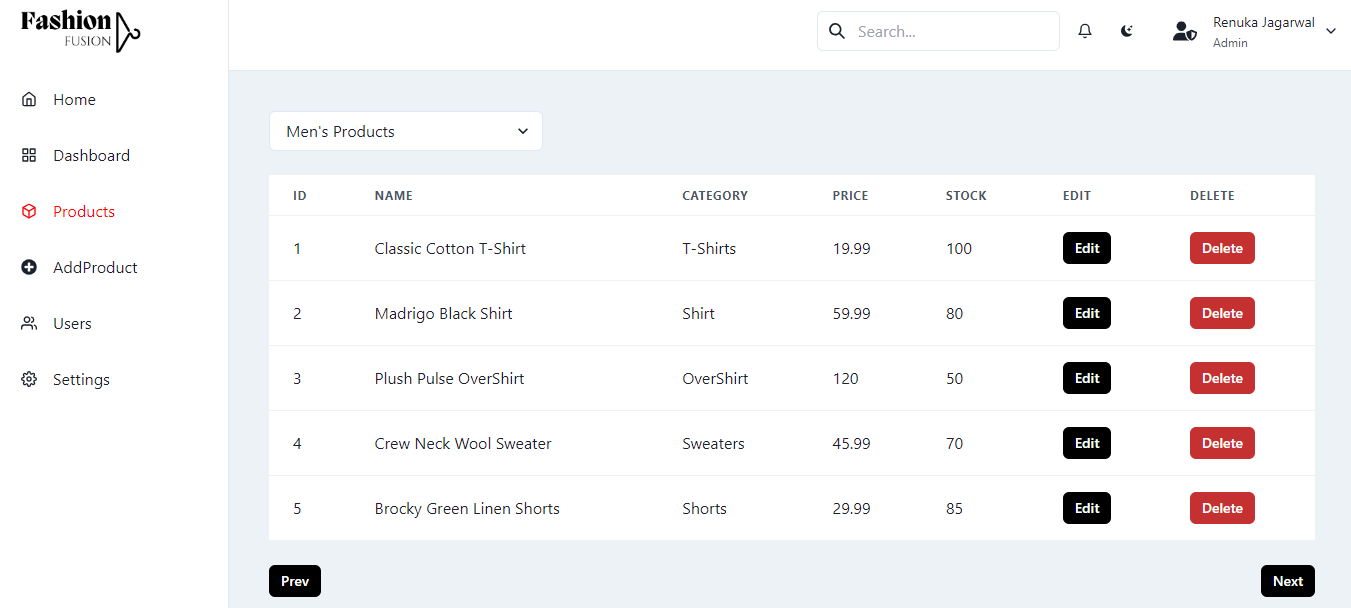 Fashion
FUSION
Search...
Renuka Jagarwal
Admin
Home
Dashboard
Products
AddProduct
Users
Settings
Men's Products
ID NAME CATEGORY PRICE STOCK EDIT DELETE
1 Classic Cotton T-Shirt T-Shirts 19.99 100 Edit Delete
2 Madrigo Black Shirt Shirt 59.99 80 Edit Delete
3 Plush Pulse OverShirt OverShirt 120 50 Edit Delete
4 Crew Neck Wool Sweater Sweaters 45.99 70 Edit Delete
5 Brocky Green Linen Shorts Shorts 29.99 85 Edit Delete
Prev Next